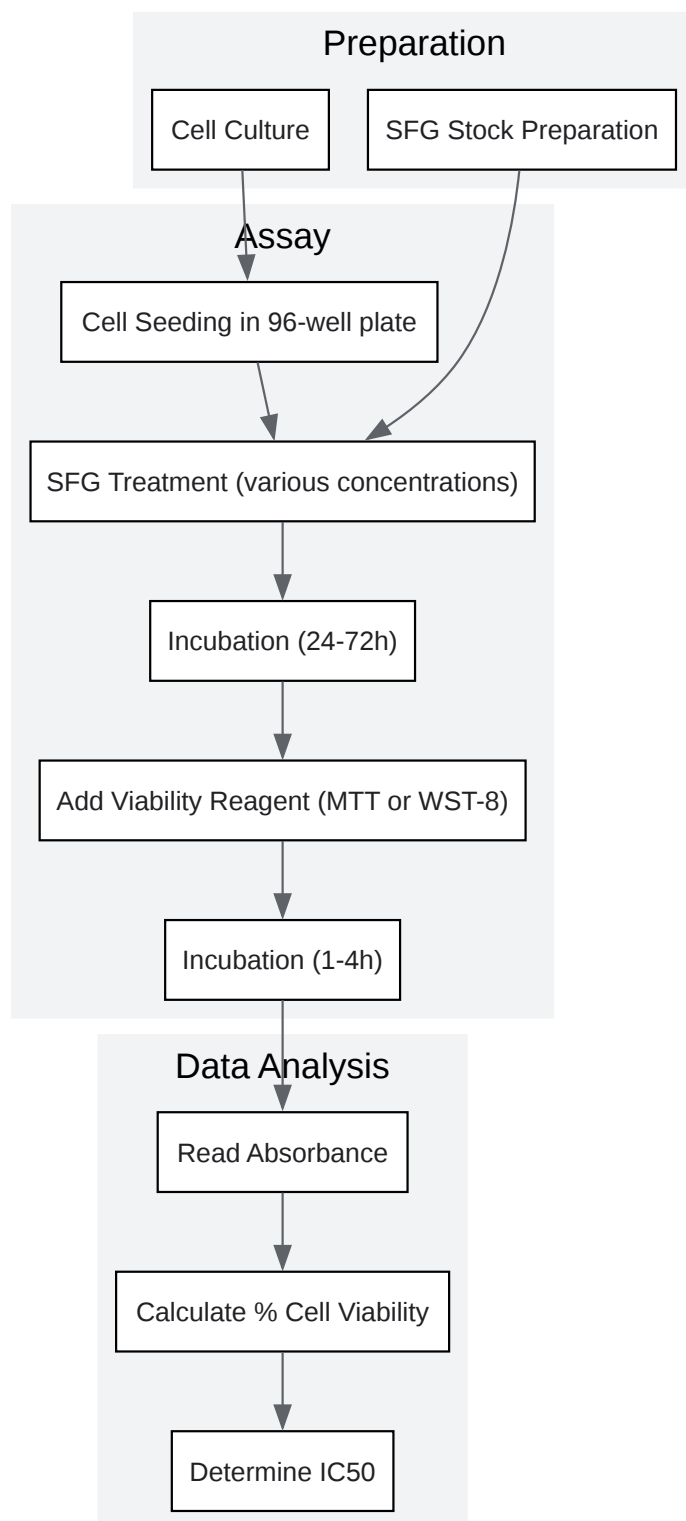 Preparation
Cell Culture
SFG Stock Preparation
Assay
Cell Seeding in 96-well plate
SFG Treatment (various concentrations)
Incubation (24-72h)
Add Viability Reagent (MTT or WST-8)
Incubation (1-4h)
Data Analysis
Read Absorbance
Calculate % Cell Viability
Determine IC50